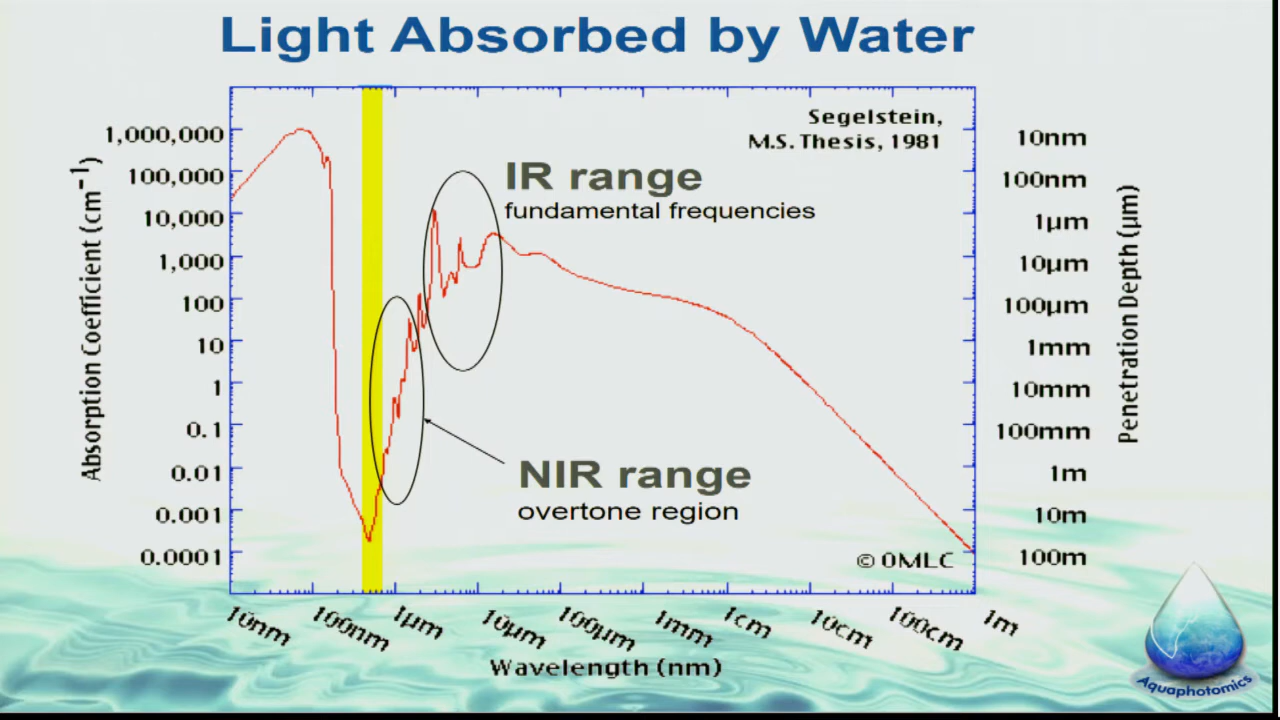 Light Absorbed by Water
Segelstein,
M.S. Thesis, 1981
IR range
fundamental frequencies
NIR range
overtone region
© OMLC
Absorption Coefficient (cm⁻¹)
1,000,000
100,000
10,000
1,000
100
10
1
0.1
0.01
0.001
0.0001
10nm
100nm
1µm
10µm
100µm
1mm
10mm
100mm
1m
10m
100m
Penetration Depth (µm)
10nm
100nm
1µm
10µm
100µm
1mm
1cm
10cm
100cm
1m
Wavelength (nm)
Aquaphotomics